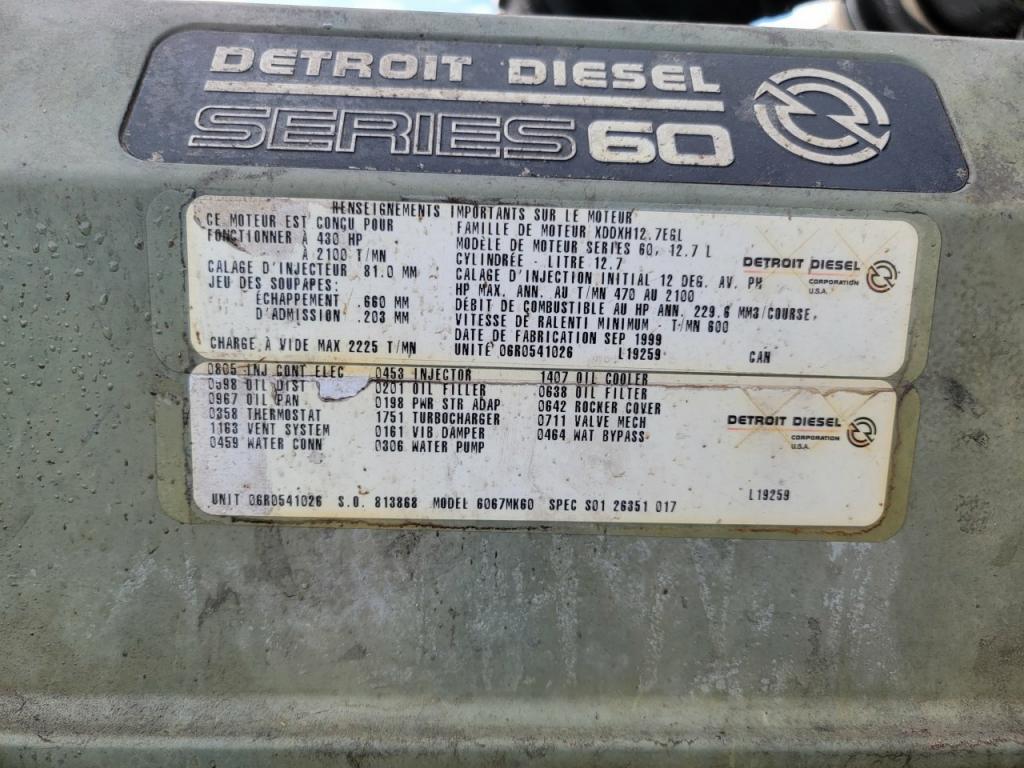 DETROIT DIESEL
SERIES 60
RENSEIGNEMENTS IMPORTANTS SUR LE MOTEUR
CE MOTEUR EST CONÇU POUR
FONCTIONNER À 430 HP
À 2100 T/MN
CALAGE D'INJECTEUR 81.0 MM
JEU DES SOUPAPES:
ÉCHAPPEMENT .660 MM
D'ADMISSION .203 MM
CHARGE À VIDE MAX 2225 T/MN
FAMILLE DE MOTEUR XDDXH12.7EGL
MODÈLE DE MOTEUR SERIES 60, 12.7 L
CYLINDRÉE - LITRE 12.7
CALAGE D'INJECTION INITIAL 12 DEG. AV. PH
HP MAX. ANN. AU T/MN 470 AU 2100
DÉBIT DE COMBUSTIBLE AU HP ANN. 229.6 MM3/COURSE.
VITESSE DE RALENTI MINIMUM - T/MN 600
DATE DE FABRICATION SEP 1999
UNITÉ 06R0541026 L19259 CAN
DETROIT DIESEL
CORPORATION
U.S.A.
0805 INJ CONT ELEC 0453 INJECTOR 1407 OIL COOLER
0598 OIL DIST 0201 OIL FILLER 0638 OIL FILTER
0967 OIL PAN 0198 PWR STR ADAP 0642 ROCKER COVER
0358 THERMOSTAT 1751 TURBOCHARGER 0711 VALVE MECH
1163 VENT SYSTEM 0161 VIB DAMPER 0464 WAT BYPASS
0459 WATER CONN 0306 WATER PUMP
DETROIT DIESEL
CORPORATION
U.S.A.
UNIT 06R0541026 S.O. 813868 MODEL 6067MK60 SPEC S01 26351 017 L19259